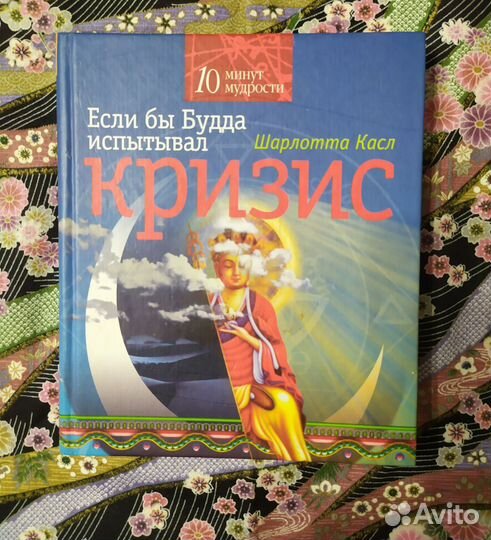 10 минут
мудрости
Если бы Будда
испытывал
Шарлотта Касл
кризис
Avito